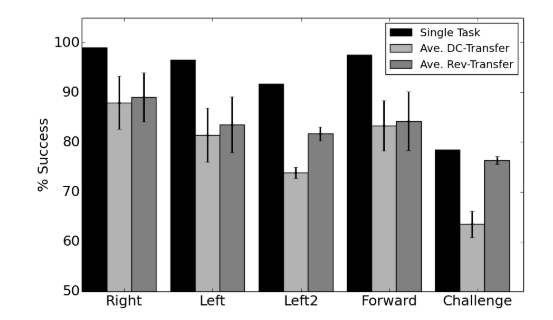 Single Task
Ave. DC-Transfer
Ave. Rev-Transfer
% Success
100
90
80
70
60
50
Right Left Left2 Forward Challenge